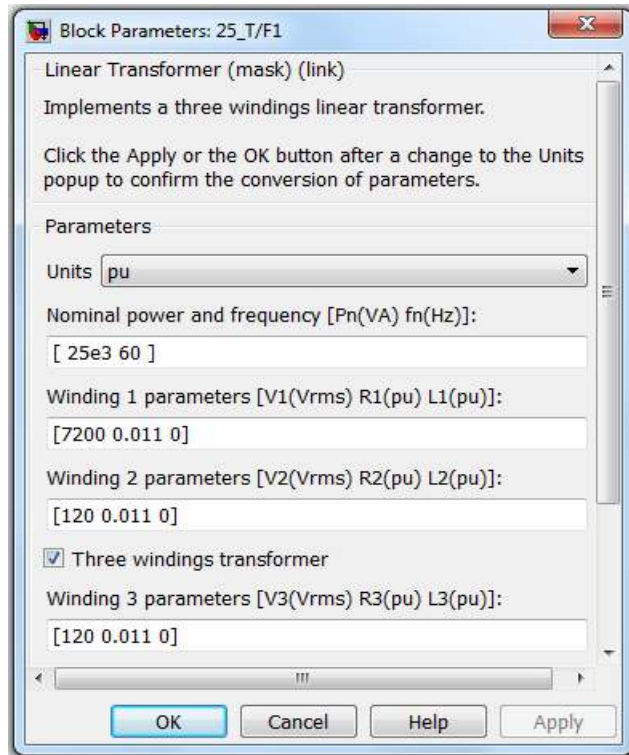 Block Parameters: 25_T/F1
Linear Transformer (mask) (link)
Implements a three windings linear transformer.
Click the Apply or the OK button after a change to the Units
popup to confirm the conversion of parameters.
Parameters
Units pu
Nominal power and frequency [Pn(VA) fn(Hz)]:
[ 25e3 60 ]
Winding 1 parameters [V1(Vrms) R1(pu) L1(pu)]:
[7200 0.011 0]
Winding 2 parameters [V2(Vrms) R2(pu) L2(pu)]:
[120 0.011 0]
Three windings transformer
Winding 3 parameters [V3(Vrms) R3(pu) L3(pu)]:
[120 0.011 0]
OK Cancel Help Apply